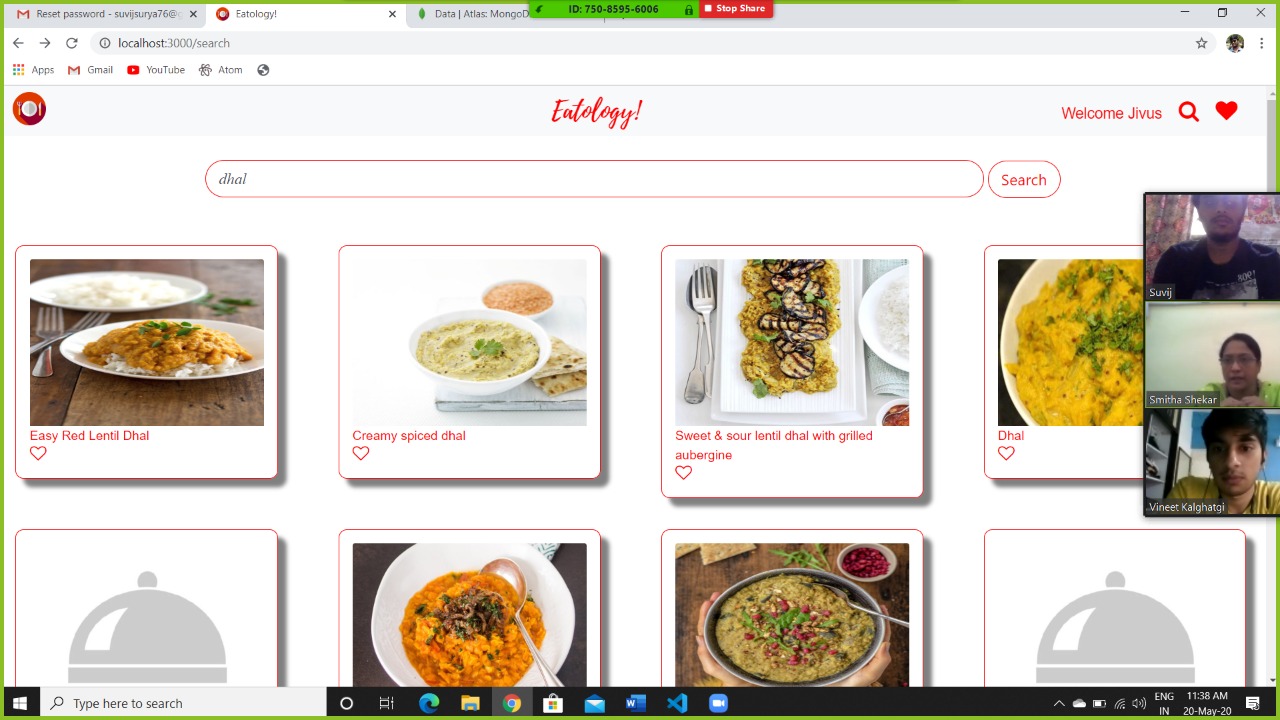 ID: 750-8595-6006
Stop Share
Reset password - suvijsurya76@
Eatology!
Data | Atlas: MongoD
localhost:3000/search
Apps
Gmail
YouTube
Atom
Eatology!
Welcome Jivus
dhal
Search
Easy Red Lentil Dhal
Creamy spiced dhal
Sweet & sour lentil dhal with grilled
aubergine
Dhal
Suvij
Smitha Shekar
Vineet Kalghatgi
Type here to search
ENG
IN
11:38 AM
20-May-20